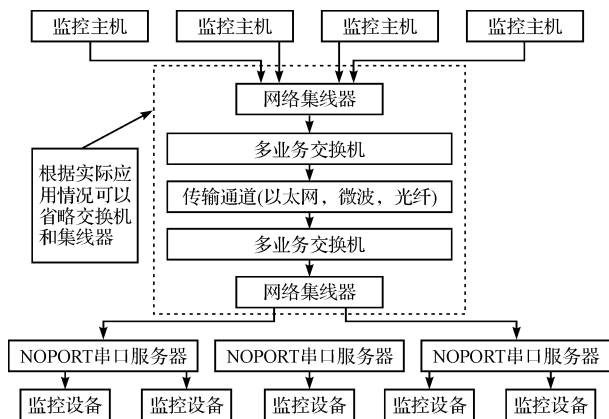 监控主机 监控主机 监控主机 监控主机
网络集线器
多业务交换机
传输通道(以太网，微波，光纤)
多业务交换机
网络集线器
根据实际应
用情况可以
省略交换机
和集线器
NOPORT串口服务器 NOPORT串口服务器 NOPORT串口服务器
监控设备 监控设备 监控设备 监控设备 监控设备